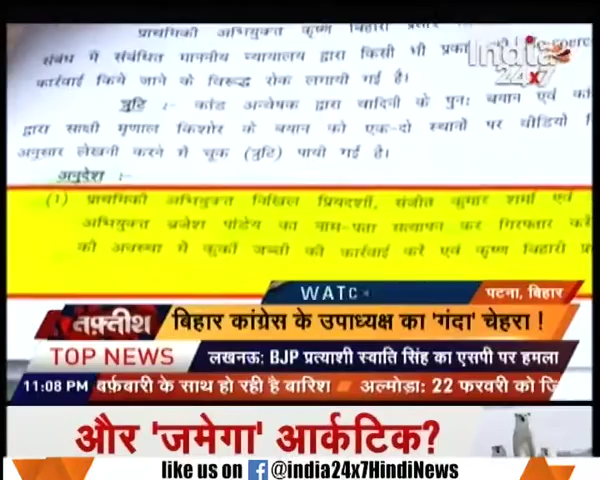 प्राथमिकी अभियुक्त कृष्ण बिहारी
India 24x7
संबंध में संबंधित माननीय न्यायालय द्वारा किसी भी
कार्रवाई किये जाने के विरूद्ध रोक लगायी गई है।
त्रुटि :- कांड अन्वेषक द्वारा वादिनी के पुनः बयान एवं
द्वारा साक्षी मृणाल किशोर के बयान को एक-दो स्थानों पर वीडियो
अनुसार लेखनी करने में चूक (त्रुटि) पायी गई है।
अनुदेश :-
(1) प्राथमिकी अभियुक्त निखिल प्रियदर्शी, संजीत कुमार शर्मा एवं
अभियुक्त ब्रजेश पांडेय का नाम-पता सत्यापन कर गिरफ्तार करें
की अवस्था में कुर्की जब्ती की कार्रवाई करें एवं कृष्ण बिहारी
WATC
पटना, बिहार
तफ़्तीश बिहार कांग्रेस के उपाध्यक्ष का 'गंदा' चेहरा !
TOP NEWS लखनऊ: BJP प्रत्याशी स्वाति सिंह का एसपी पर हमला
11:08 PM बर्फ़बारी के साथ हो रही है बारिश अल्मोड़ा: 22 फरवरी को
और 'जमेगा' आर्कटिक?
like us on f @india24x7HindiNews